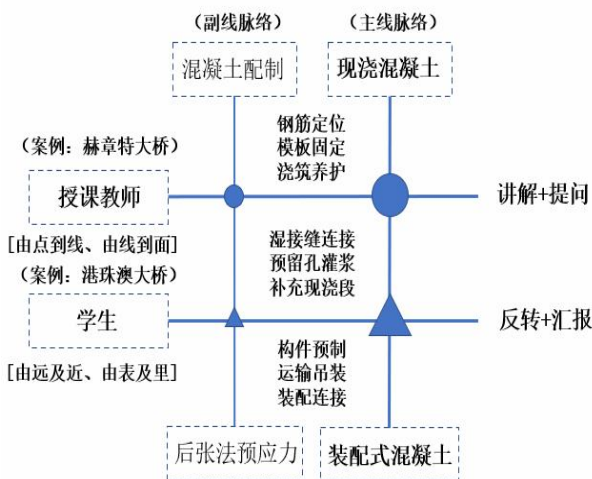 （副线脉络）
（主线脉络）
混凝土配制
现浇混凝土
钢筋定位
模板固定
浇筑养护
（案例：赫章特大桥）
授课教师
讲解+提问
[由点到线、由线到面]
湿接缝连接
预留孔灌浆
补充现浇段
（案例：港珠澳大桥）
学生
反转+汇报
[由远及近、由表及里]
构件预制
运输吊装
装配连接
后张法预应力
装配式混凝土